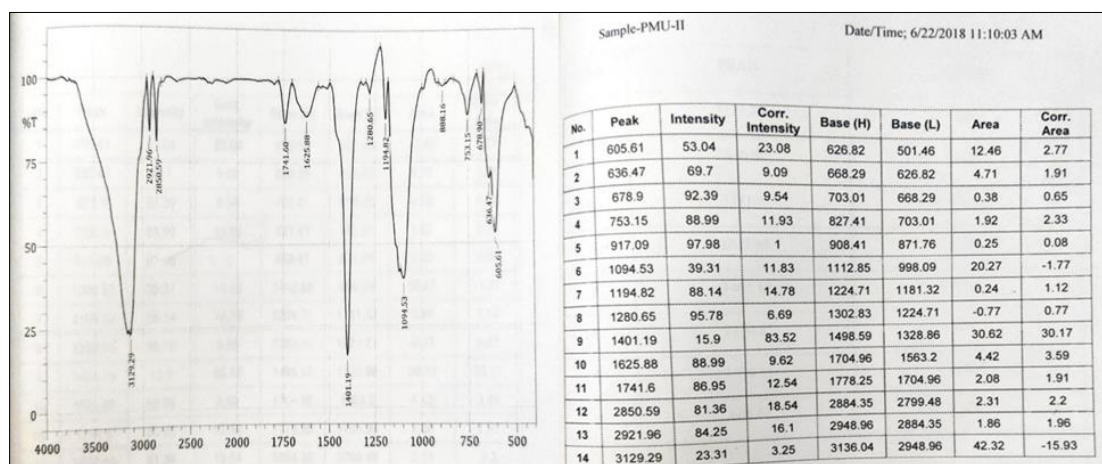 100
%T
75
50
25
0
4000
3500
3000
2500
2000
1750
1500
1250
1000
750
500
3129.29
2921.96
2850.59
1741.60
1625.88
1401.19
1280.65
1194.82
1094.53
888.16
753.15
678.90
636.47
605.61
Sample-PMU-II Date/Time; 6/22/2018 11:10:03 AM
No. Peak Intensity Corr. Intensity Base (H) Base (L) Area Corr. Area
1 605.61 53.04 23.08 626.82 501.46 12.46 2.77
2 636.47 69.7 9.09 668.29 626.82 4.71 1.91
3 678.9 92.39 9.54 703.01 668.29 0.38 0.65
4 753.15 88.99 11.93 827.41 703.01 1.92 2.33
5 917.09 97.98 1 908.41 871.76 0.25 0.08
6 1094.53 39.31 11.83 1112.85 998.09 20.27 -1.77
7 1194.82 88.14 14.78 1224.71 1181.32 0.24 1.12
8 1280.65 95.78 6.69 1302.83 1224.71 -0.77 0.77
9 1401.19 15.9 83.52 1498.59 1328.86 30.62 30.17
10 1625.88 88.99 9.62 1704.96 1563.2 4.42 3.59
11 1741.6 86.95 12.54 1778.25 1704.96 2.08 1.91
12 2850.59 81.36 18.54 2884.35 2799.48 2.31 2.2
13 2921.96 84.25 16.1 2948.96 2884.35 1.86 1.96
14 3129.29 23.31 3.25 3136.04 2948.96 42.32 -15.93